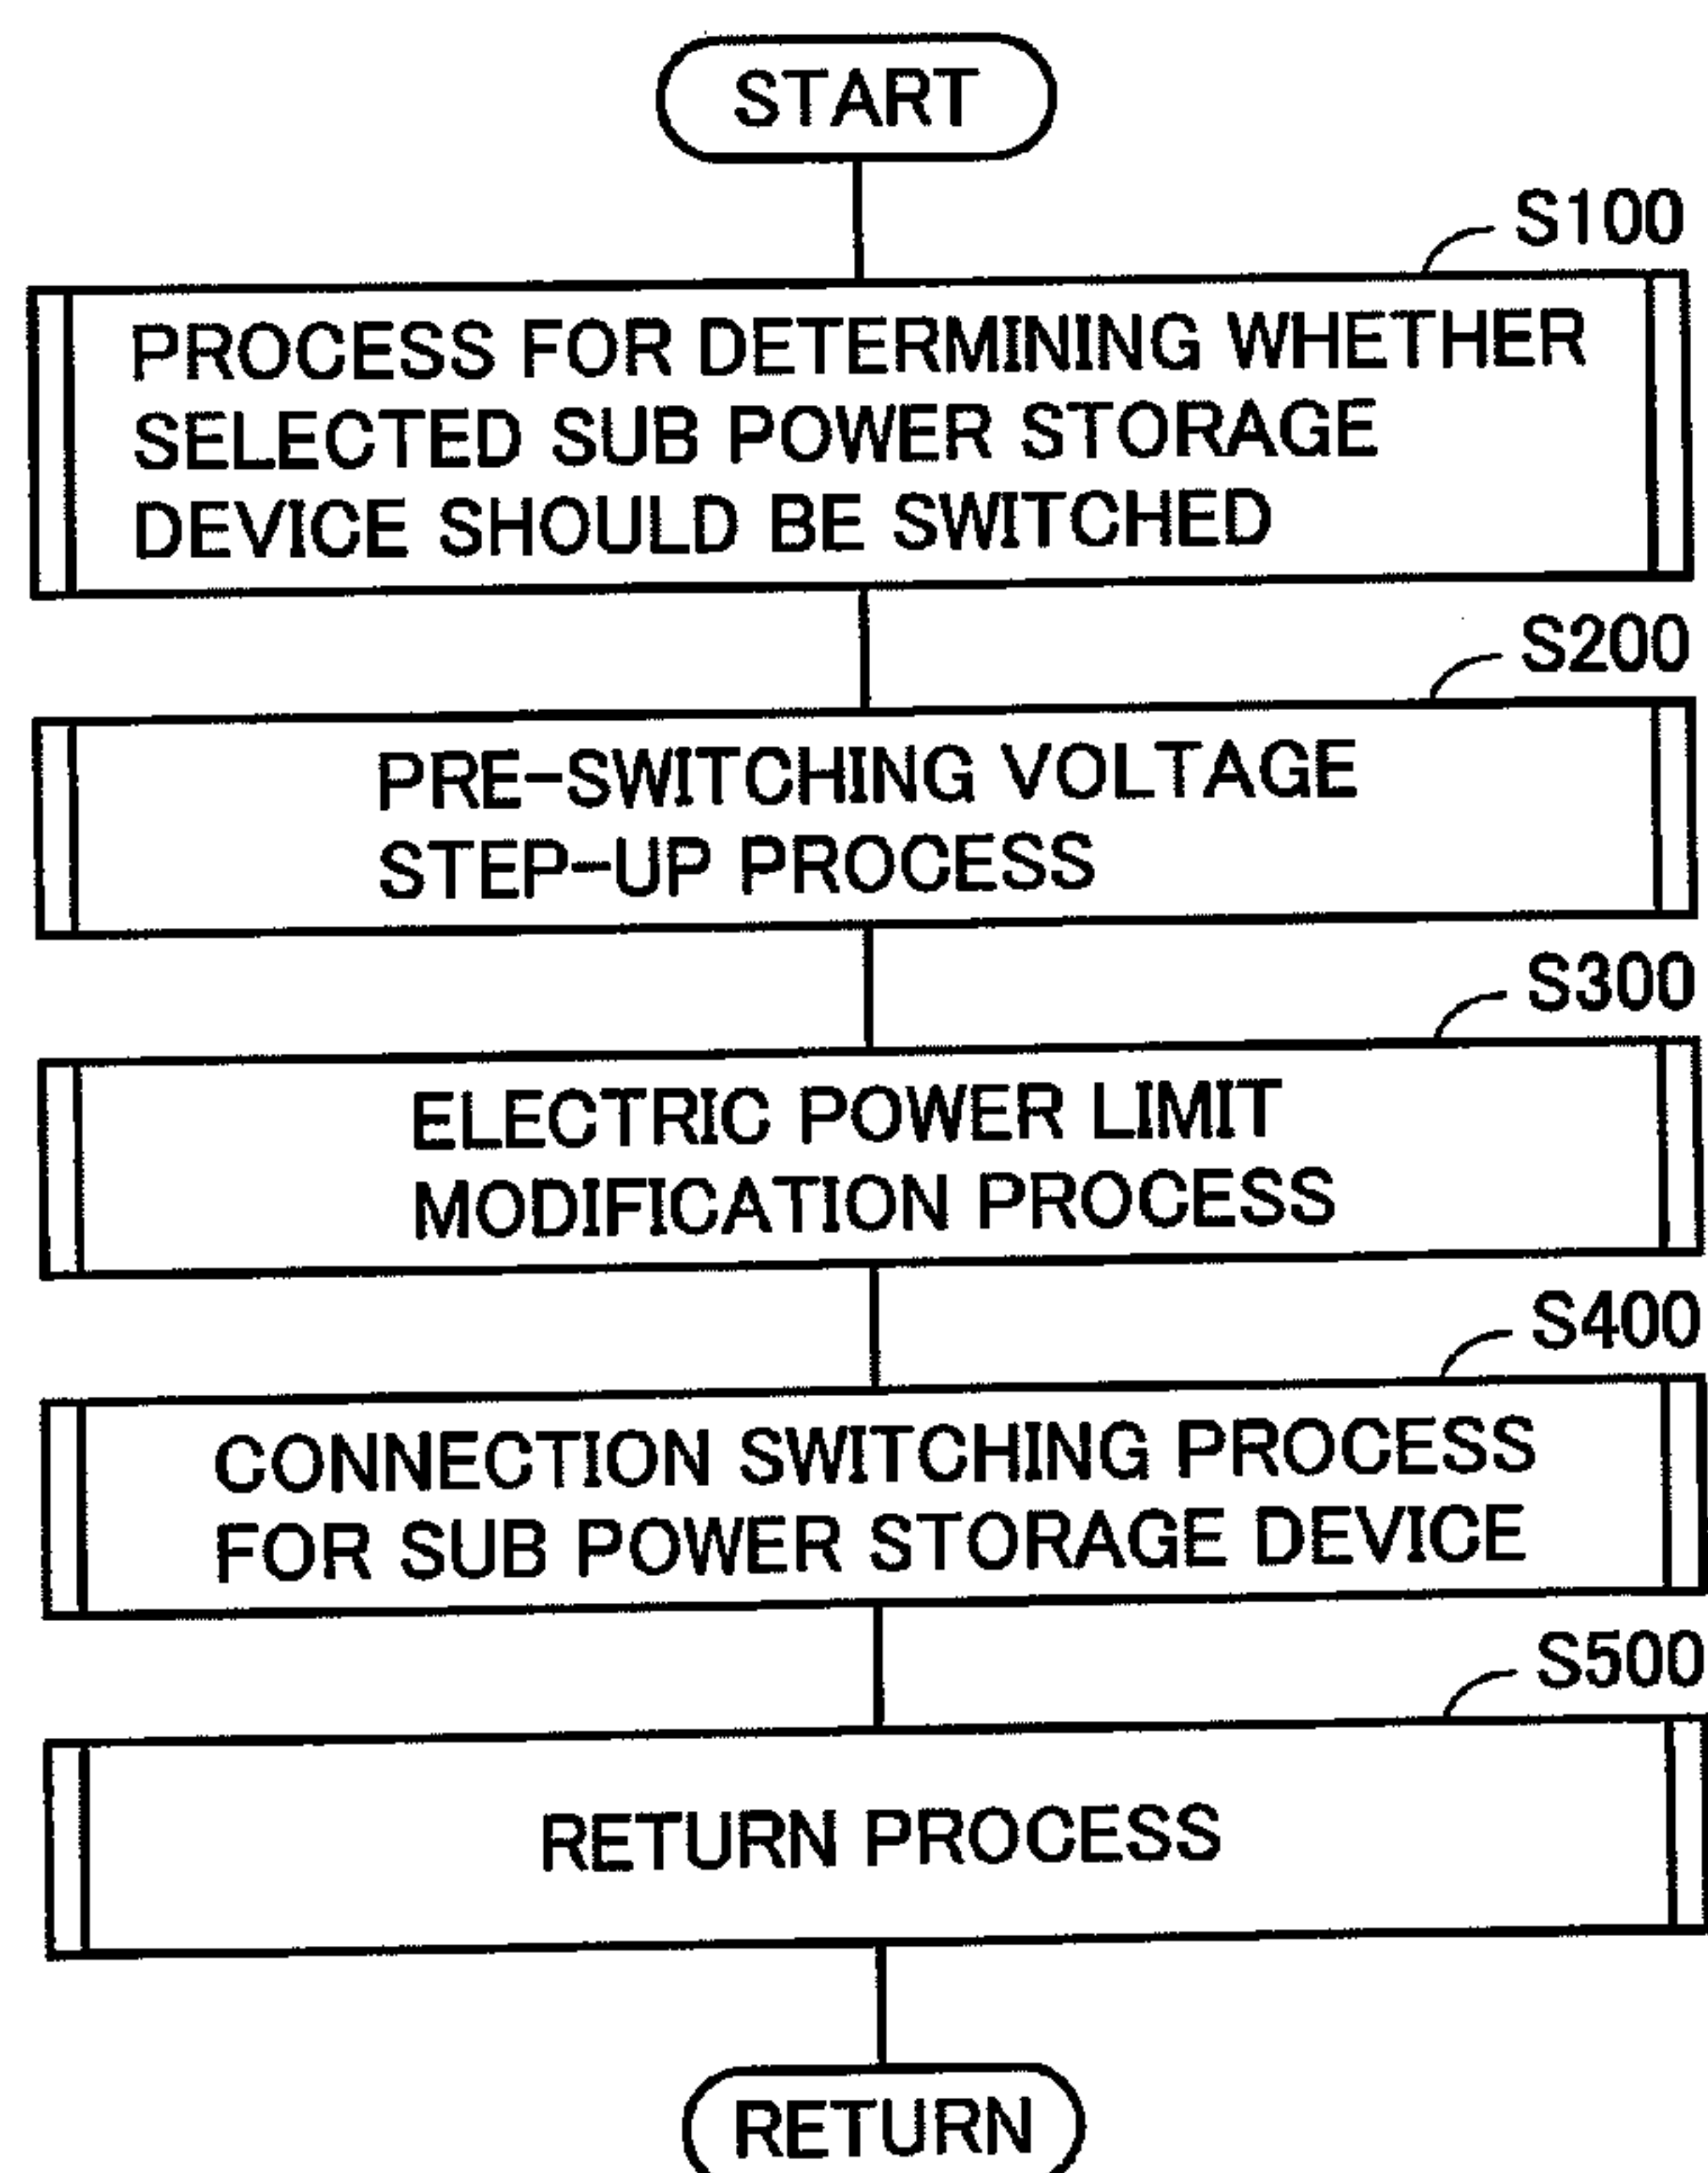 START
S100
PROCESS FOR DETERMINING WHETHER
SELECTED SUB POWER STORAGE
DEVICE SHOULD BE SWITCHED
S200
PRE-SWITCHING VOLTAGE
STEP-UP PROCESS
S300
ELECTRIC POWER LIMIT
MODIFICATION PROCESS
S400
CONNECTION SWITCHING PROCESS
FOR SUB POWER STORAGE DEVICE
S500
RETURN PROCESS
RETURN